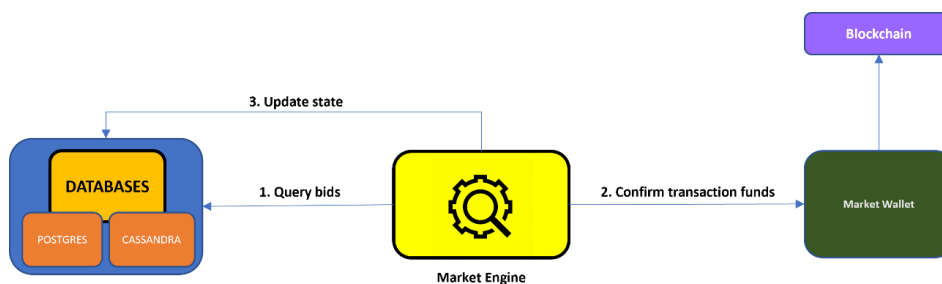 Blockchain
3. Update state
DATABASES
POSTGRES
CASSANDRA
1. Query bids
2. Confirm transaction funds
Market Wallet
Market Engine